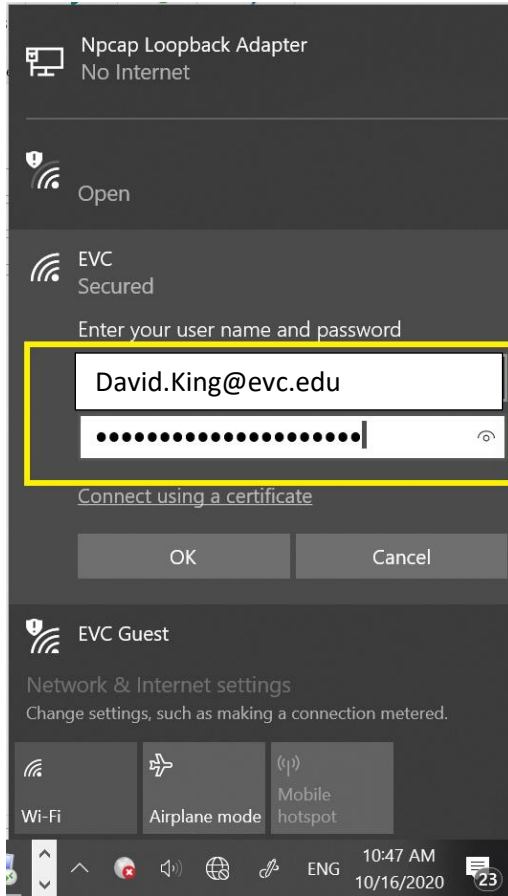 Npcap Loopback Adapter
No Internet
Open
EVC
Secured
Enter your user name and password
David.King@evc.edu
●●●●●●●●●●●●●●●●●●●●●
Connect using a certificate
OK Cancel
EVC Guest
Network & Internet settings
Change settings, such as making a connection metered.
Wi-Fi
Airplane mode
Mobile
hotspot
ENG
10:47 AM
10/16/2020
23